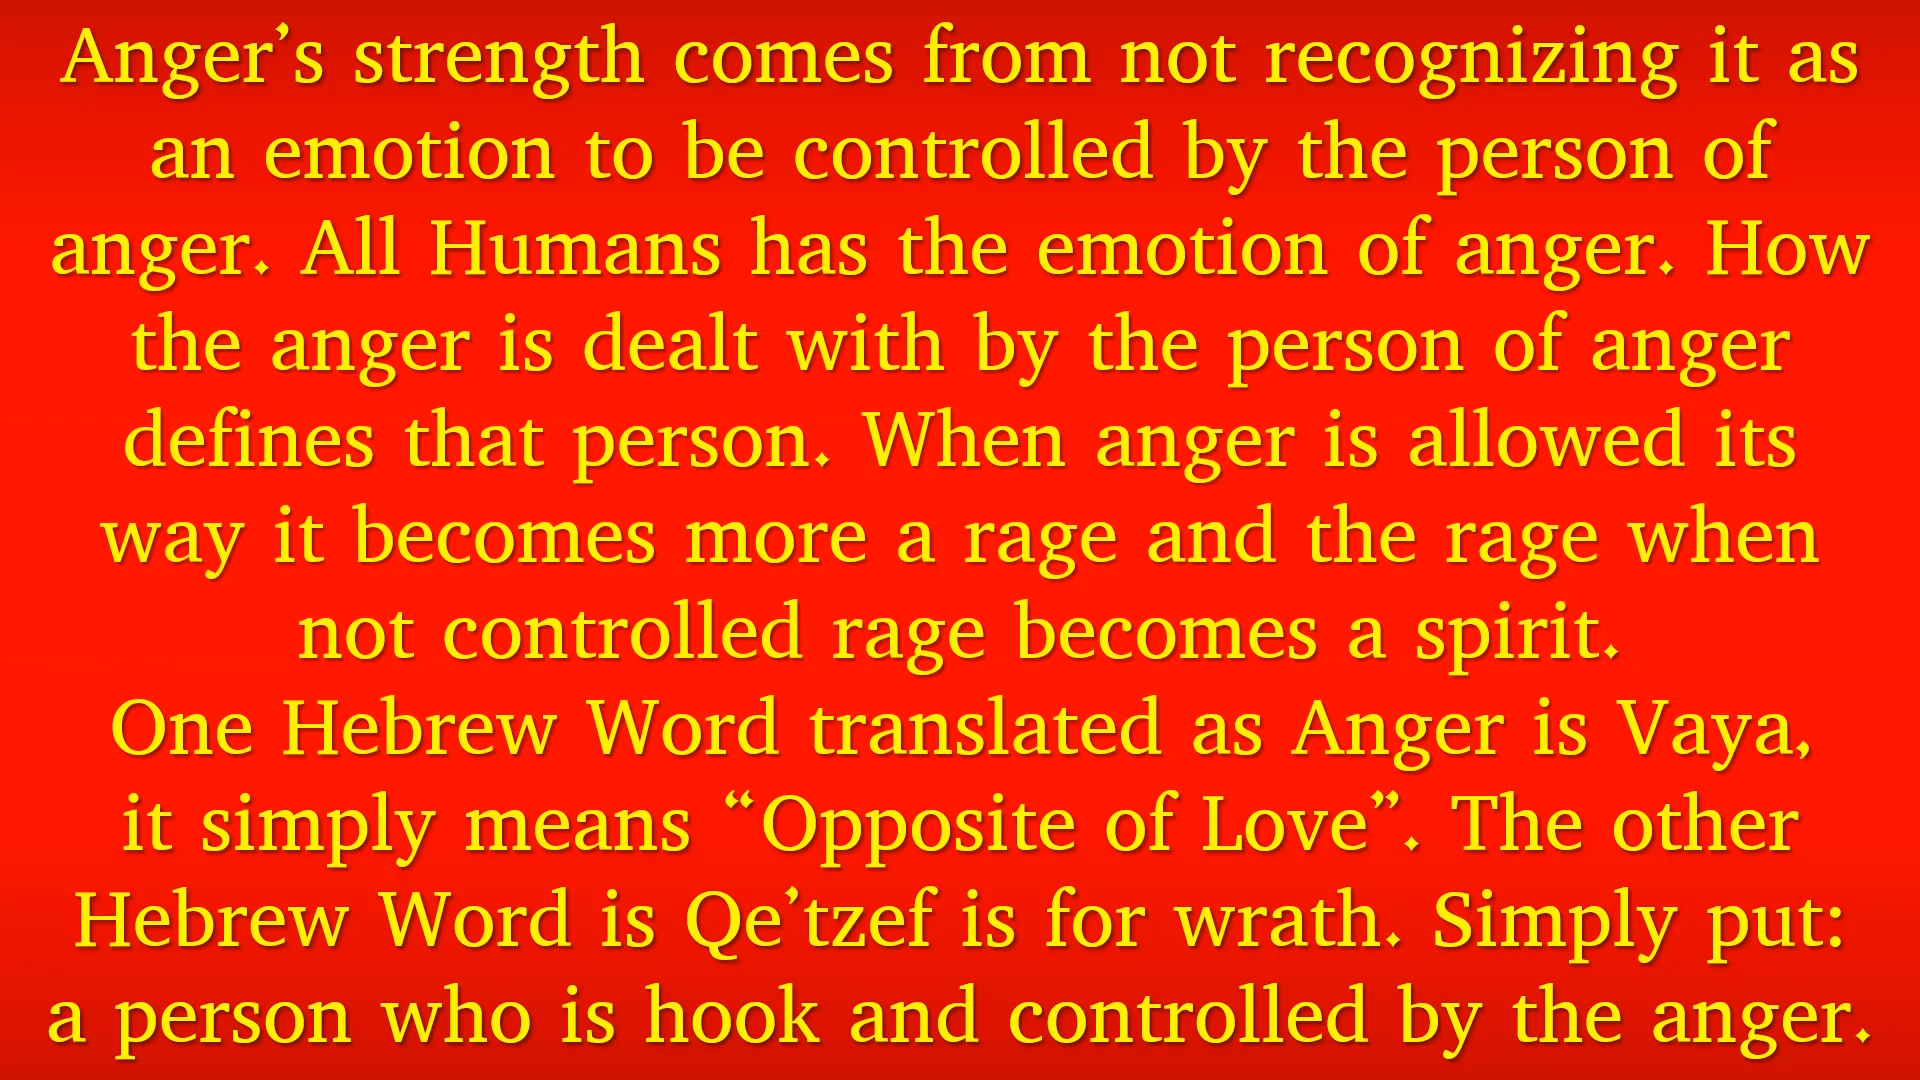 Anger’s strength comes from not recognizing it as
an emotion to be controlled by the person of
anger. All Humans has the emotion of anger. How
the anger is dealt with by the person of anger
defines that person. When anger is allowed its
way it becomes more a rage and the rage when
not controlled rage becomes a spirit.
One Hebrew Word translated as Anger is Vaya,
it simply means “Opposite of Love”. The other
Hebrew Word is Qe’tzef is for wrath. Simply put:
a person who is hook and controlled by the anger.